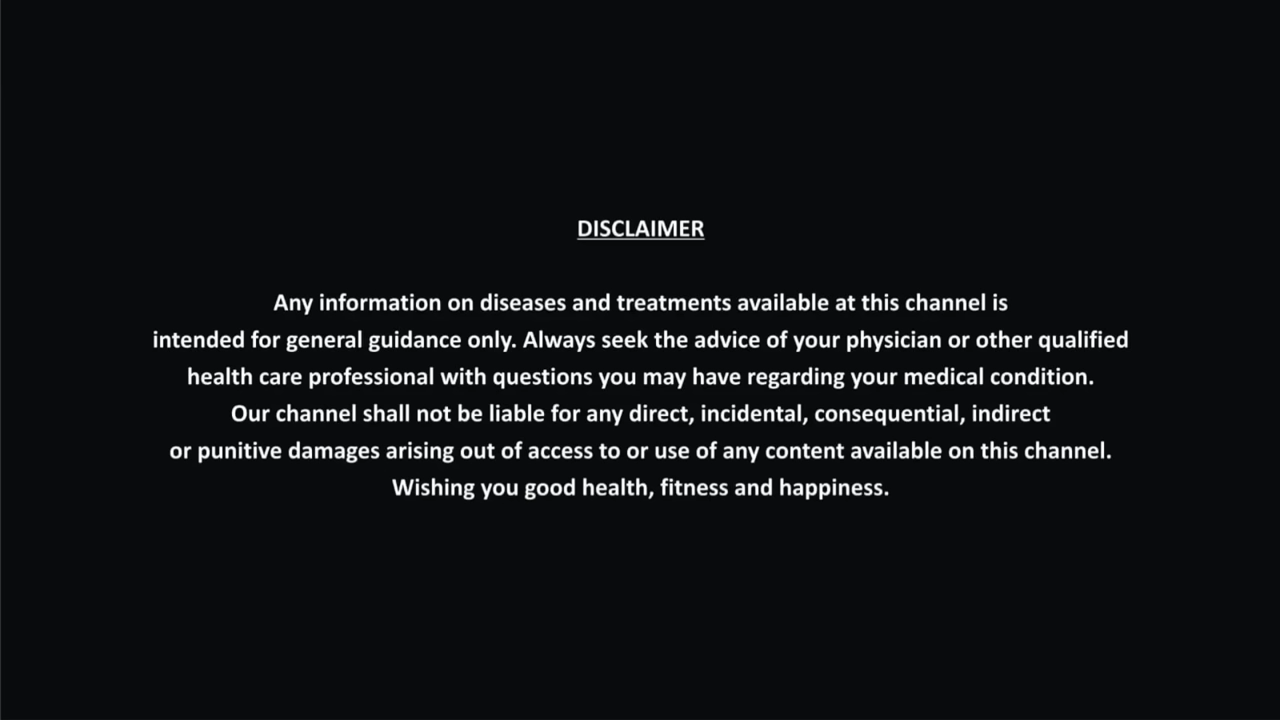 DISCLAIMER
Any information on diseases and treatments available at this channel is
intended for general guidance only. Always seek the advice of your physician or other qualified
health care professional with questions you may have regarding your medical condition.
Our channel shall not be liable for any direct, incidental, consequential, indirect
or punitive damages arising out of access to or use of any content available on this channel.
Wishing you good health, fitness and happiness.